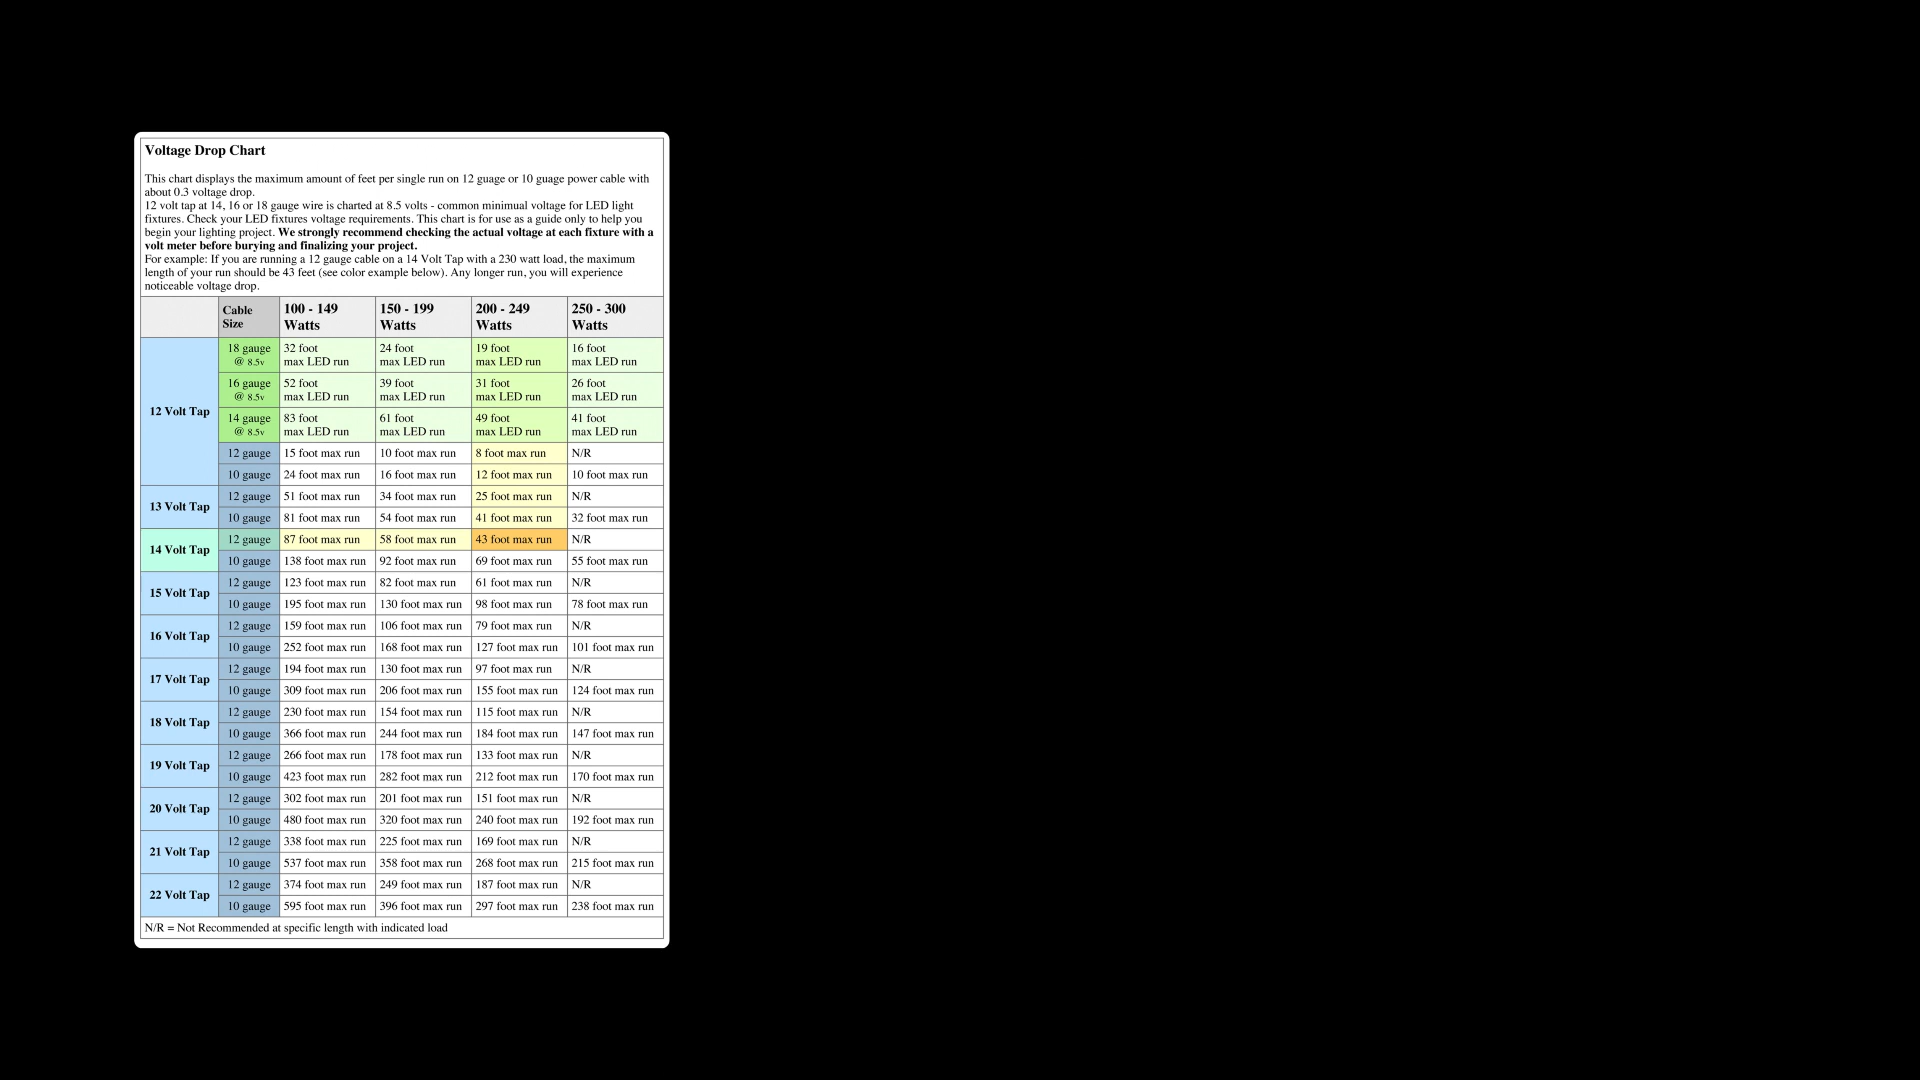 Voltage Drop Chart
This chart displays the maximum amount of feet per single run on 12 guage or 10 guage power cable with
about 0.3 voltage drop.
12 volt tap at 14, 16 or 18 gauge wire is charted at 8.5 volts - common minimual voltage for LED light
fixtures. Check your LED fixtures voltage requirements. This chart is for use as a guide only to help you
begin your lighting project. We strongly recommend checking the actual voltage at each fixture with a
volt meter before burying and finalizing your project.
For example: If you are running a 12 gauge cable on a 14 Volt Tap with a 230 watt load, the maximum
length of your run should be 43 feet (see color example below). Any longer run, you will experience
noticeable voltage drop.
Cable Size 100 - 149 Watts 150 - 199 Watts 200 - 249 Watts 250 - 300 Watts
12 Volt Tap
18 gauge @ 8.5v 32 foot max LED run 24 foot max LED run 19 foot max LED run 16 foot max LED run
16 gauge @ 8.5v 52 foot max LED run 39 foot max LED run 31 foot max LED run 26 foot max LED run
14 gauge @ 8.5v 83 foot max LED run 61 foot max LED run 49 foot max LED run 41 foot max LED run
12 gauge 15 foot max run 10 foot max run 8 foot max run N/R
10 gauge 24 foot max run 16 foot max run 12 foot max run 10 foot max run
13 Volt Tap
12 gauge 51 foot max run 34 foot max run 25 foot max run N/R
10 gauge 81 foot max run 54 foot max run 41 foot max run 32 foot max run
14 Volt Tap
12 gauge 87 foot max run 58 foot max run 43 foot max run N/R
10 gauge 138 foot max run 92 foot max run 69 foot max run 55 foot max run
15 Volt Tap
12 gauge 123 foot max run 82 foot max run 61 foot max run N/R
10 gauge 195 foot max run 130 foot max run 98 foot max run 78 foot max run
16 Volt Tap
12 gauge 159 foot max run 106 foot max run 79 foot max run N/R
10 gauge 252 foot max run 168 foot max run 127 foot max run 101 foot max run
17 Volt Tap
12 gauge 194 foot max run 130 foot max run 97 foot max run N/R
10 gauge 309 foot max run 206 foot max run 155 foot max run 124 foot max run
18 Volt Tap
12 gauge 230 foot max run 154 foot max run 115 foot max run N/R
10 gauge 366 foot max run 244 foot max run 184 foot max run 147 foot max run
19 Volt Tap
12 gauge 266 foot max run 178 foot max run 133 foot max run N/R
10 gauge 423 foot max run 282 foot max run 212 foot max run 170 foot max run
20 Volt Tap
12 gauge 302 foot max run 201 foot max run 151 foot max run N/R
10 gauge 480 foot max run 320 foot max run 240 foot max run 192 foot max run
21 Volt Tap
12 gauge 338 foot max run 225 foot max run 169 foot max run N/R
10 gauge 537 foot max run 358 foot max run 268 foot max run 215 foot max run
22 Volt Tap
12 gauge 374 foot max run 249 foot max run 187 foot max run N/R
10 gauge 595 foot max run 396 foot max run 297 foot max run 238 foot max run
N/R = Not Recommended at specific length with indicated load